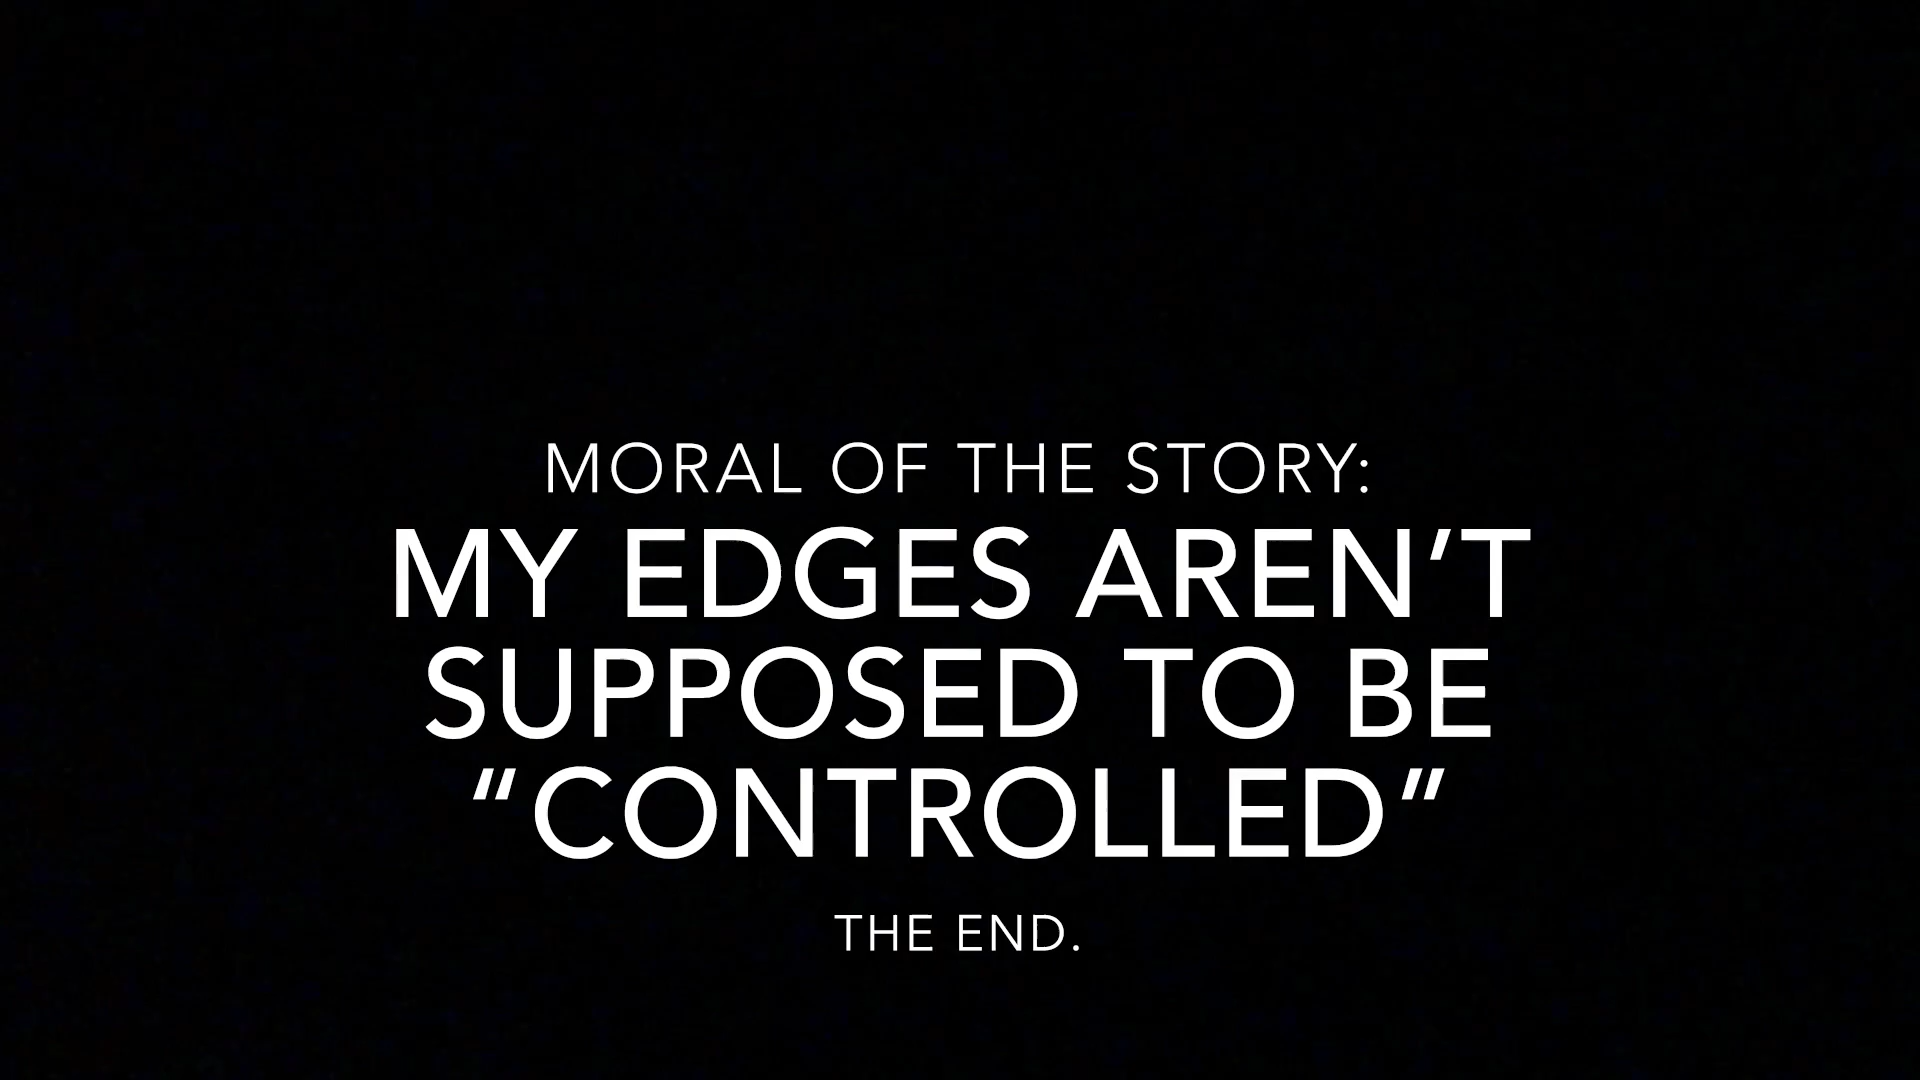 MORAL OF THE STORY:
MY EDGES AREN’T
SUPPOSED TO BE
“CONTROLLED”
THE END.